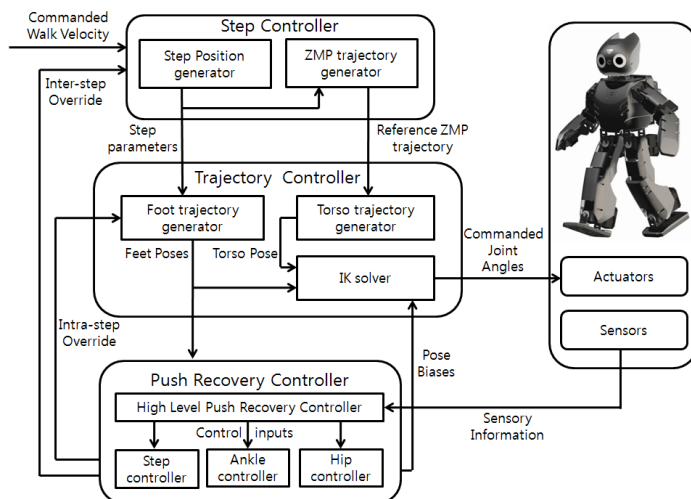 Commanded
Walk Velocity
Step Controller
Step Position
generator
ZMP trajectory
generator
Inter-step
Override
Step
parameters
Reference ZMP
trajectory
Trajectory Controller
Foot trajectory
generator
Torso trajectory
generator
Feet Poses
Torso Pose
IK solver
Commanded
Joint
Angles
Actuators
Sensors
Intra-step
Override
Pose
Biases
Push Recovery Controller
High Level Push Recovery Controller
Sensory
Information
Control inputs
Step
controller
Ankle
controller
Hip
controller